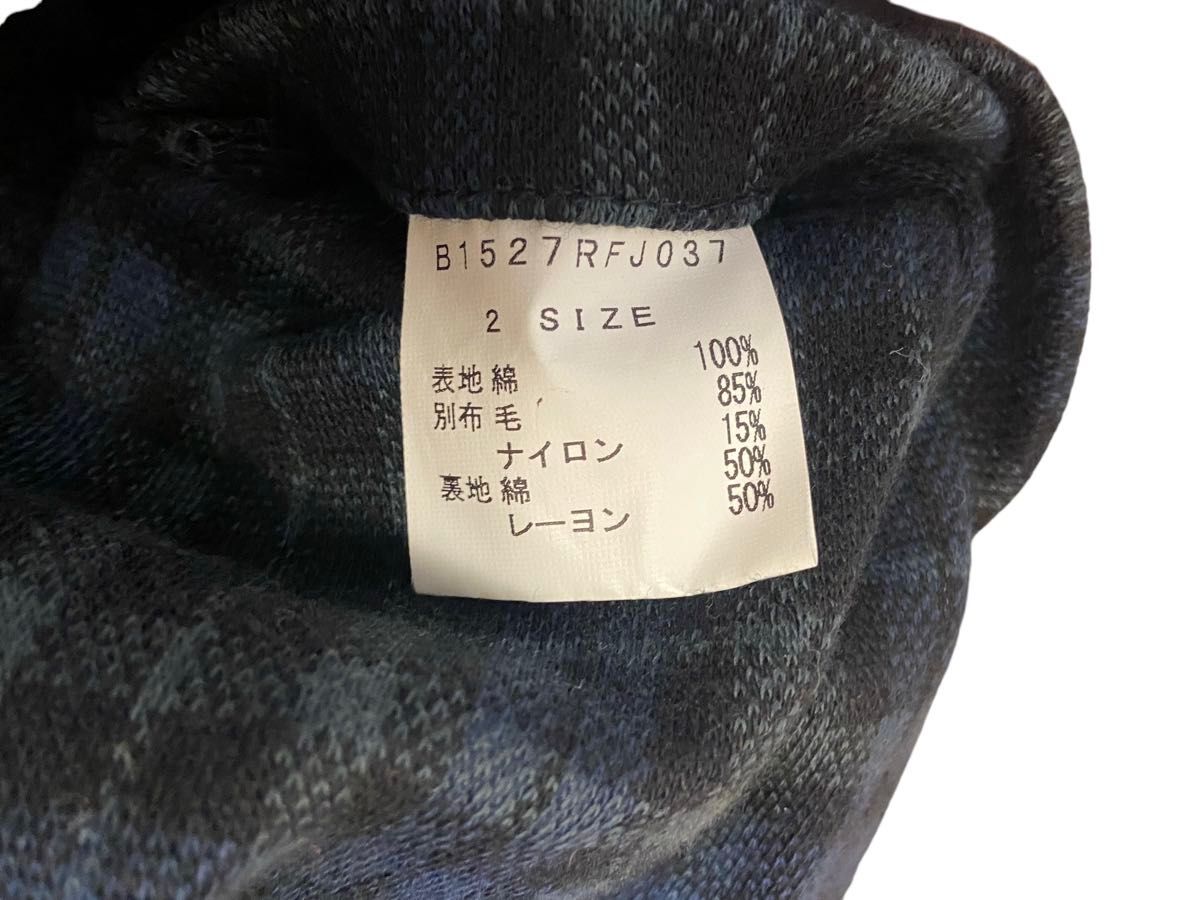 B1527RFJ037
2 SIZE
表地 綿 100%
別布 毛 85%
ナイロン 15%
裏地 綿 50%
レーヨン 50%